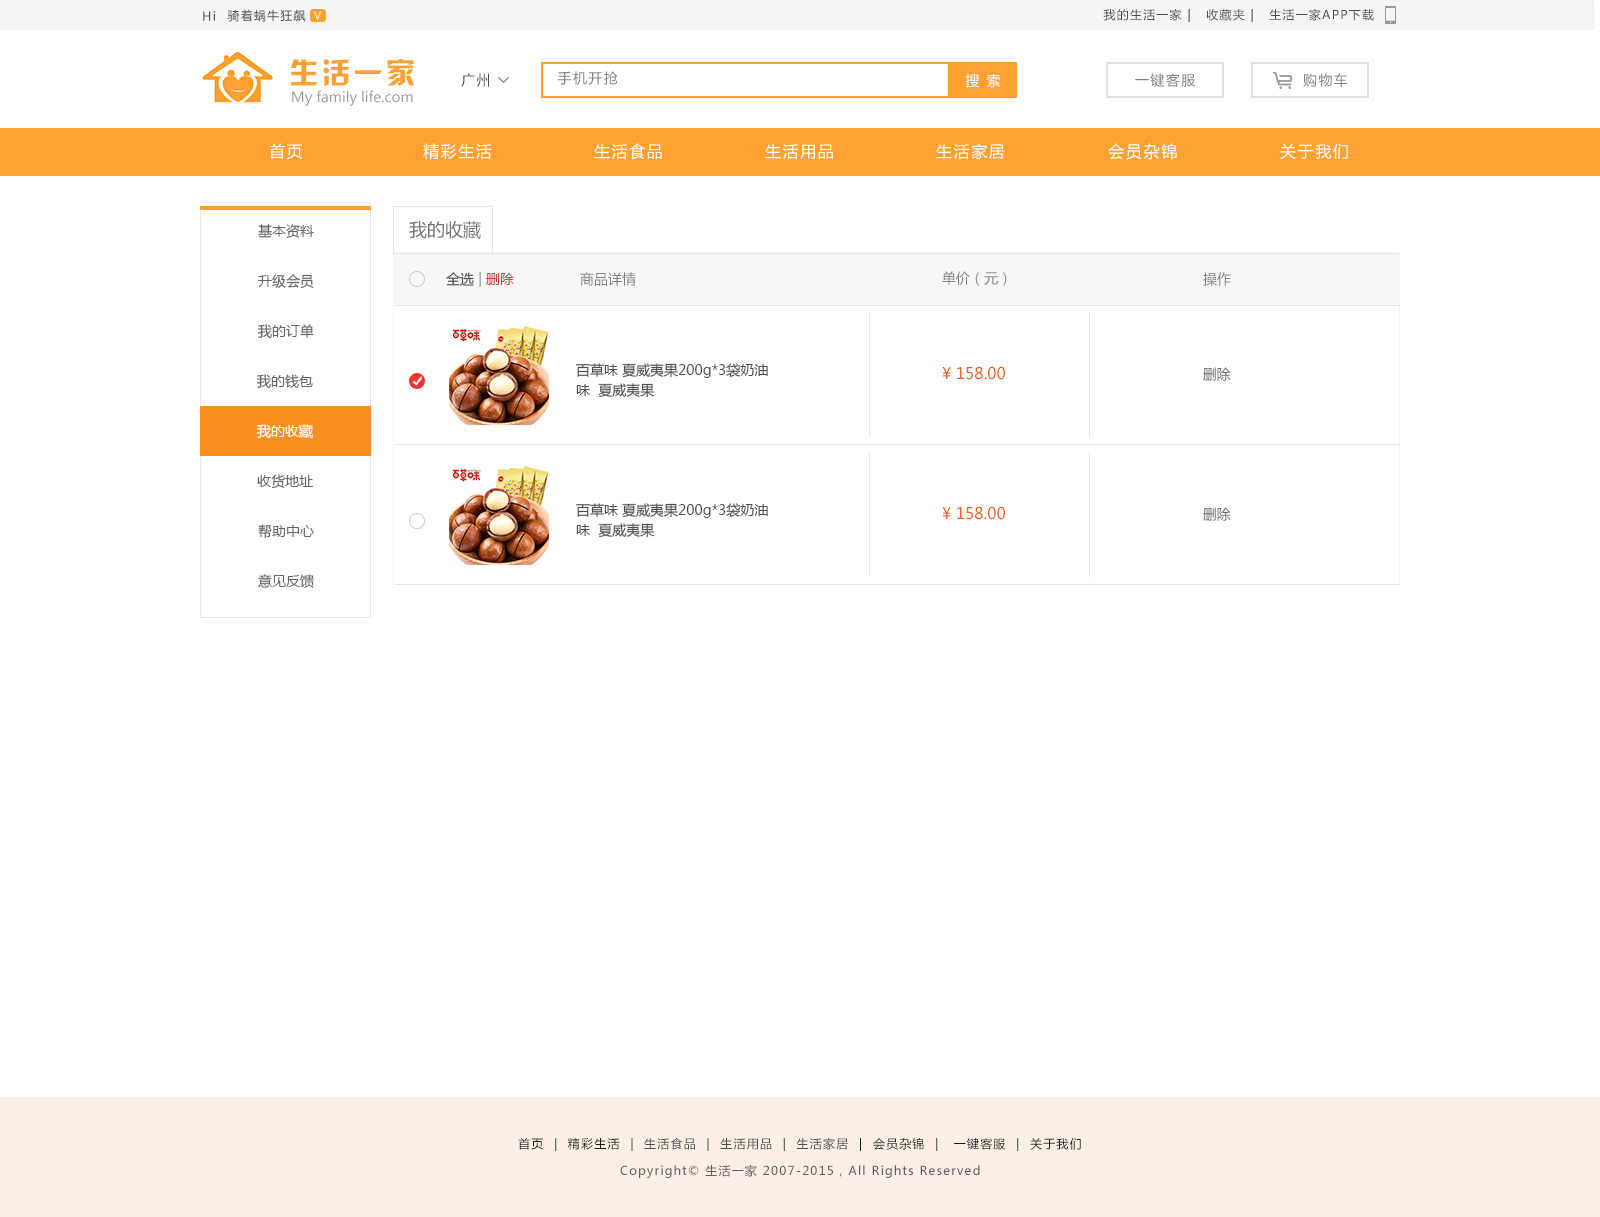 Hi 骑着蜗牛狂飙 V
我的生活一家 | 收藏夹 | 生活一家APP下载
生活一家
My family life.com
广州
手机开抢
搜 索
一键客服
购物车
首页 精彩生活 生活食品 生活用品 生活家居 会员杂锦 关于我们
基本资料
升级会员
我的订单
我的钱包
我的收藏
收货地址
帮助中心
意见反馈
我的收藏
全选 | 删除 商品详情 单价（元） 操作
百草味
百草味 夏威夷果200g*3袋奶油
味 夏威夷果
¥ 158.00
删除
百草味
百草味 夏威夷果200g*3袋奶油
味 夏威夷果
¥ 158.00
删除
首页 | 精彩生活 | 生活食品 | 生活用品 | 生活家居 | 会员杂锦 | 一键客服 | 关于我们
Copyright© 生活一家 2007-2015 , All Rights Reserved